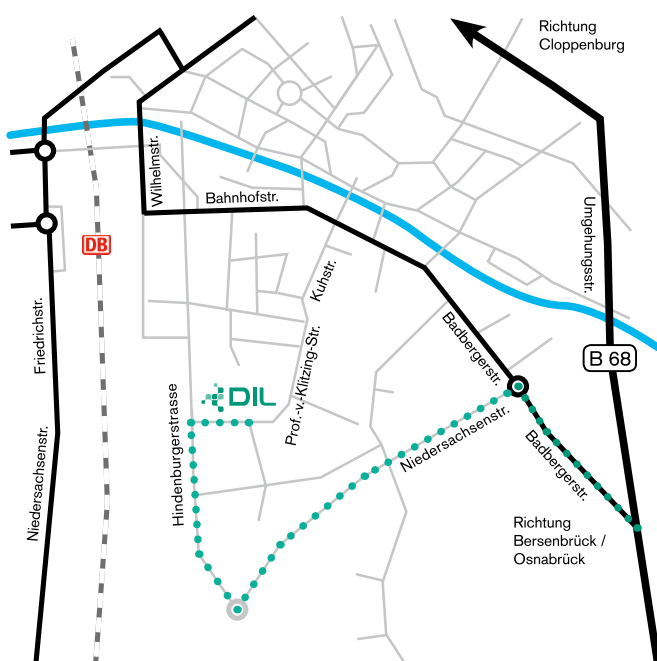 Richtung
Cloppenburg
Wilhelmstr.
Bahnhofstr.
Umgehungsstr.
DB
Kuhstr.
Friedrichstr.
Badbergerstr.
B 68
Prof.-v.-Klitzing-Str.
DIL
Hindenburgerstrasse
Niedersachsenstr.
Niedersachsenstr.
Badbergerstr.
Richtung
Bersenbrück /
Osnabrück